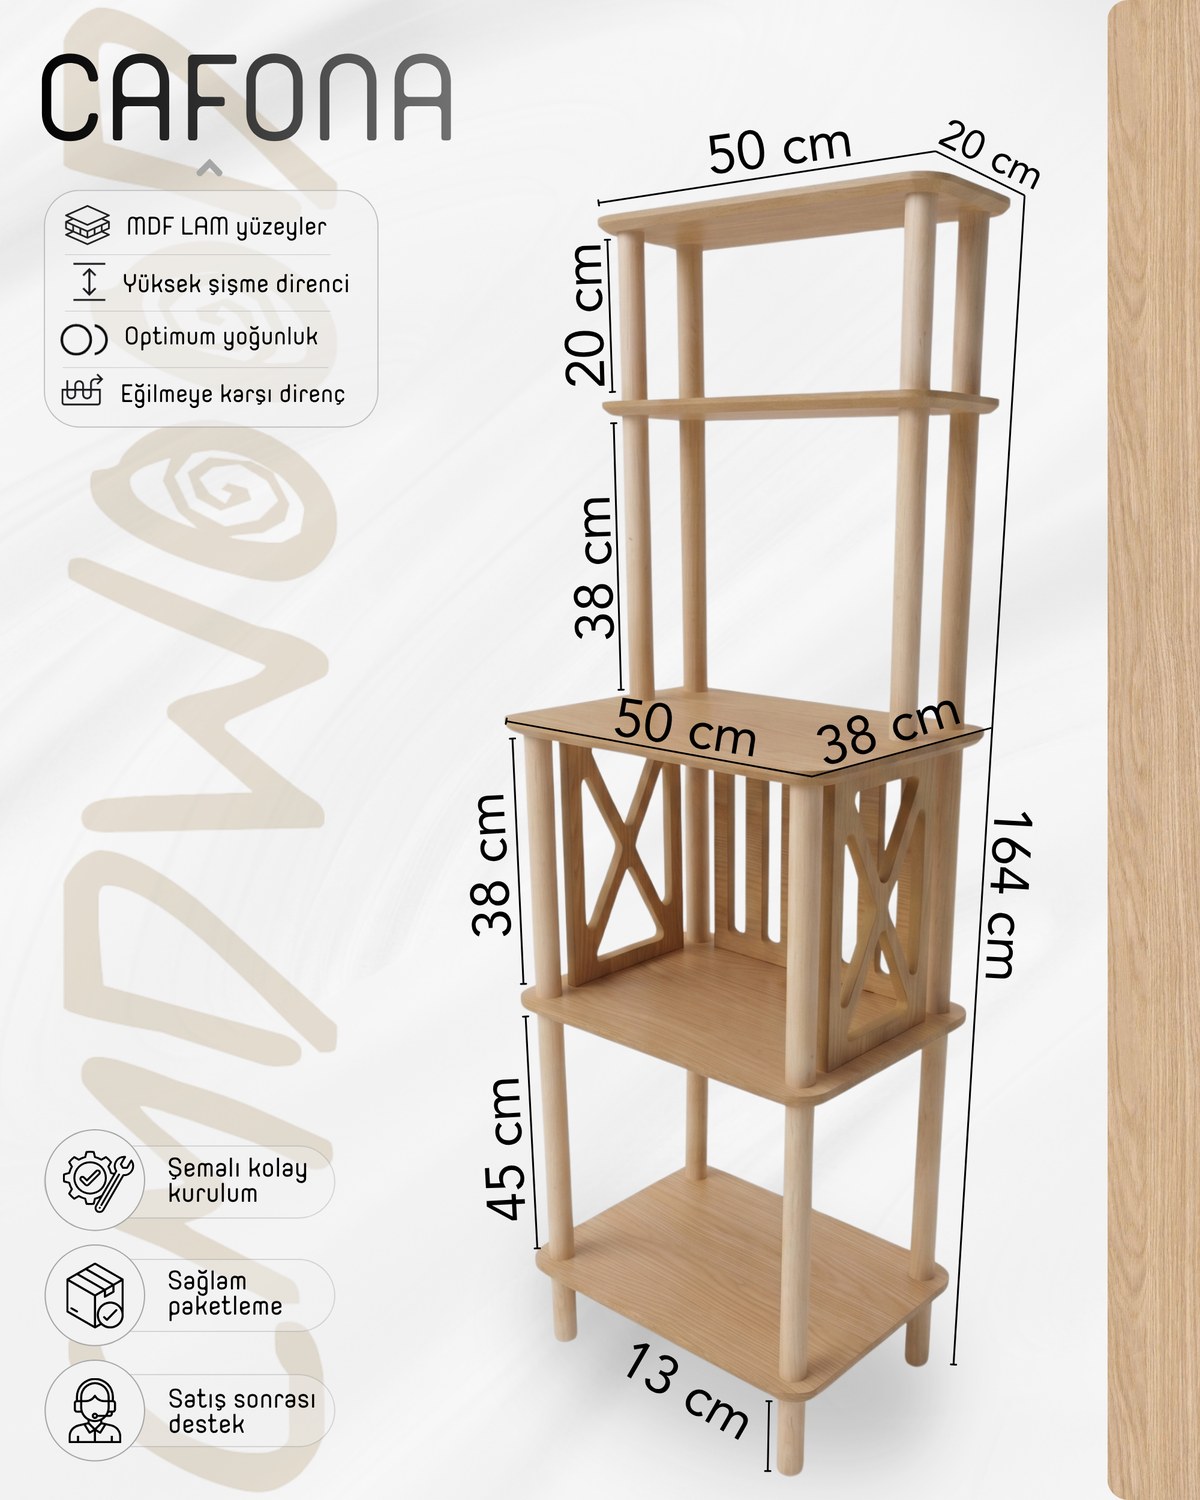 CAFONA
MDF LAM yüzeyler
Yüksek şişme direnci
Optimum yoğunluk
Eğilmeye karşı direnç
50 cm
20 cm
20 cm
38 cm
50 cm
38 cm
38 cm
164 cm
45 cm
13 cm
Şemalı kolay
kurulum
Sağlam
paketleme
Satış sonrası
destek